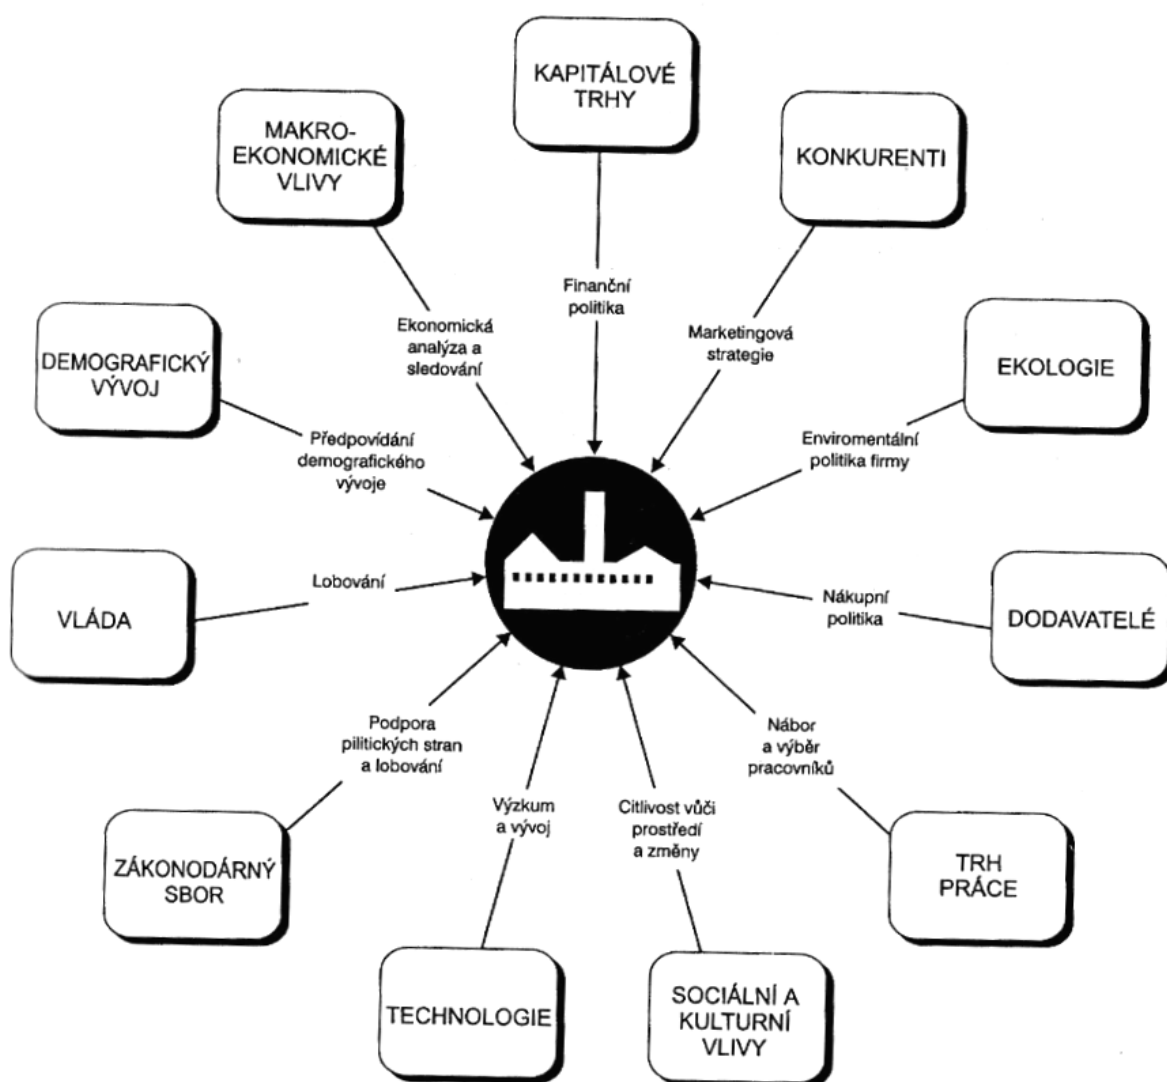 KAPITÁLOVÉ
TRHY
MAKRO-
EKONOMICKÉ
VLIVY
KONKURENTI
Finanční
politika
Ekonomická
analýza a
sledování
Marketingová
strategie
DEMOGRAFICKÝ
VÝVOJ
EKOLOGIE
Předpovídání
demografického
vývoje
Enviromentální
politika firmy
VLÁDA
Lobování
Nákupní
politika
DODAVATELÉ
Podpora
pilitických stran
a lobování
Nábor
a výběr
pracovníků
Výzkum
a vývoj
Citlivost vůči
prostředí
a změny
ZÁKONODÁRNÝ
SBOR
TRH
PRÁCE
TECHNOLOGIE
SOCIÁLNÍ A
KULTURNÍ
VLIVY